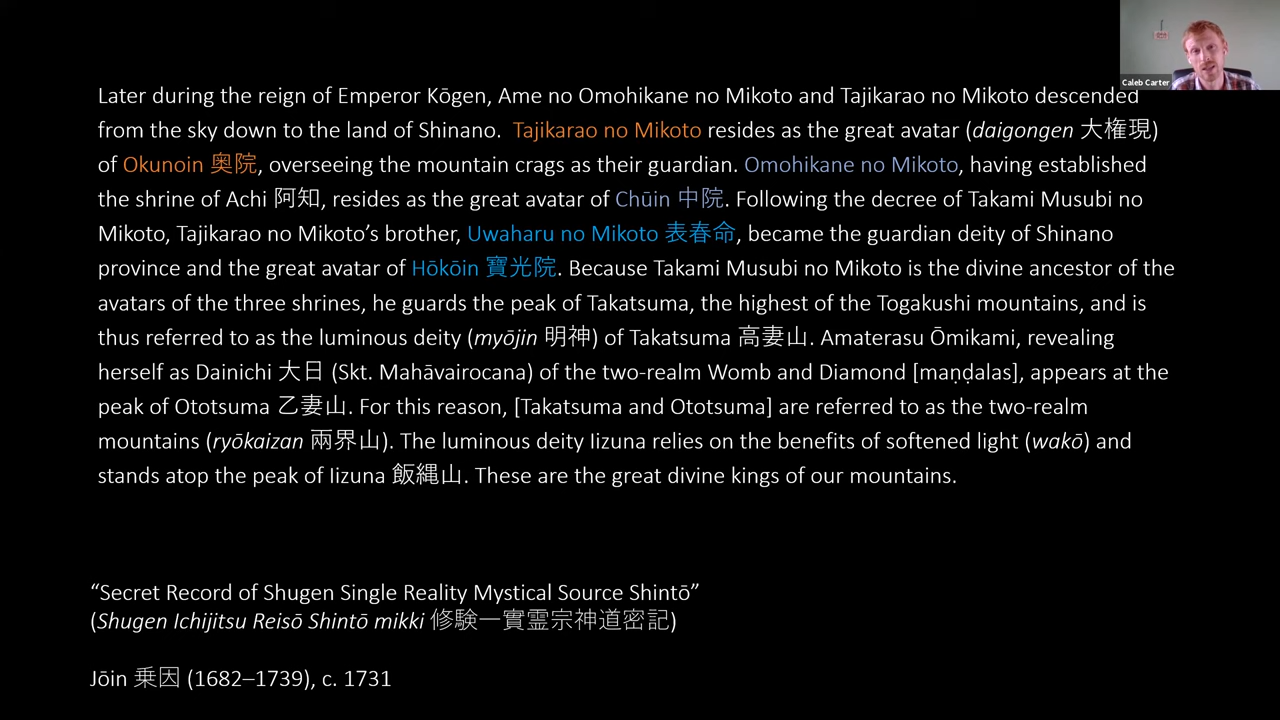 Caleb Carter
Later during the reign of Emperor Kōgen, Ame no Omohikane no Mikoto and Tajikarao no Mikoto descended
from the sky down to the land of Shinano. Tajikarao no Mikoto resides as the great avatar (daigongen 大権現)
of Okunoin 奥院, overseeing the mountain crags as their guardian. Omohikane no Mikoto, having established
the shrine of Achi 阿知, resides as the great avatar of Chūin 中院. Following the decree of Takami Musubi no
Mikoto, Tajikarao no Mikoto’s brother, Uwaharu no Mikoto 表春命, became the guardian deity of Shinano
province and the great avatar of Hōkōin 寶光院. Because Takami Musubi no Mikoto is the divine ancestor of the
avatars of the three shrines, he guards the peak of Takatsuma, the highest of the Togakushi mountains, and is
thus referred to as the luminous deity (myōjin 明神) of Takatsuma 高妻山. Amaterasu Ōmikami, revealing
herself as Dainichi 大日 (Skt. Mahāvairocana) of the two-realm Womb and Diamond [maṇḍalas], appears at the
peak of Ototsuma 乙妻山. For this reason, [Takatsuma and Ototsuma] are referred to as the two-realm
mountains (ryōkaizan 兩界山). The luminous deity Iizuna relies on the benefits of softened light (wakō) and
stands atop the peak of Iizuna 飯縄山. These are the great divine kings of our mountains.
“Secret Record of Shugen Single Reality Mystical Source Shintō”
(Shugen Ichijitsu Reisō Shintō mikki 修験一實霊宗神道密記)
Jōin 乗因 (1682–1739), c. 1731